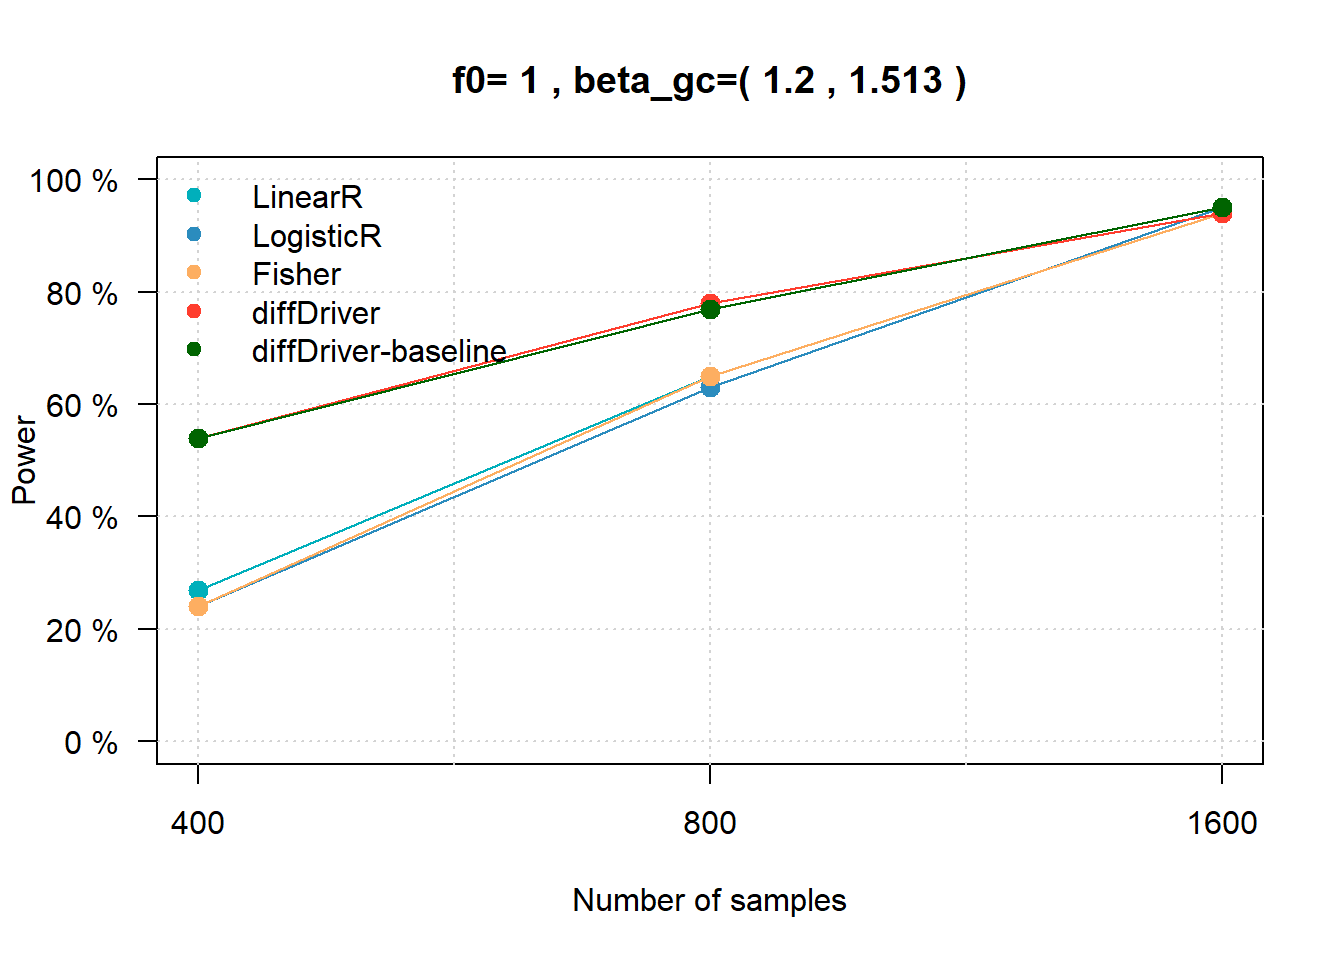 f0= 1 , beta_gc=( 1.2 , 1.513 )
100 %
80 %
60 %
40 %
20 %
0 %
Power
LinearR
LogisticR
Fisher
diffDriver
diffDriver-baseline
400
800
1600
Number of samples